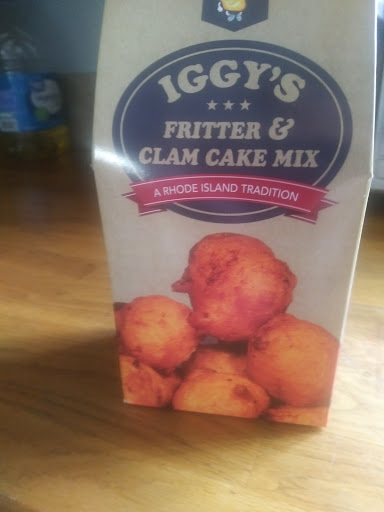 IGGY'S
FRITTER &
CLAM CAKE MIX
A RHODE ISLAND TRADITION